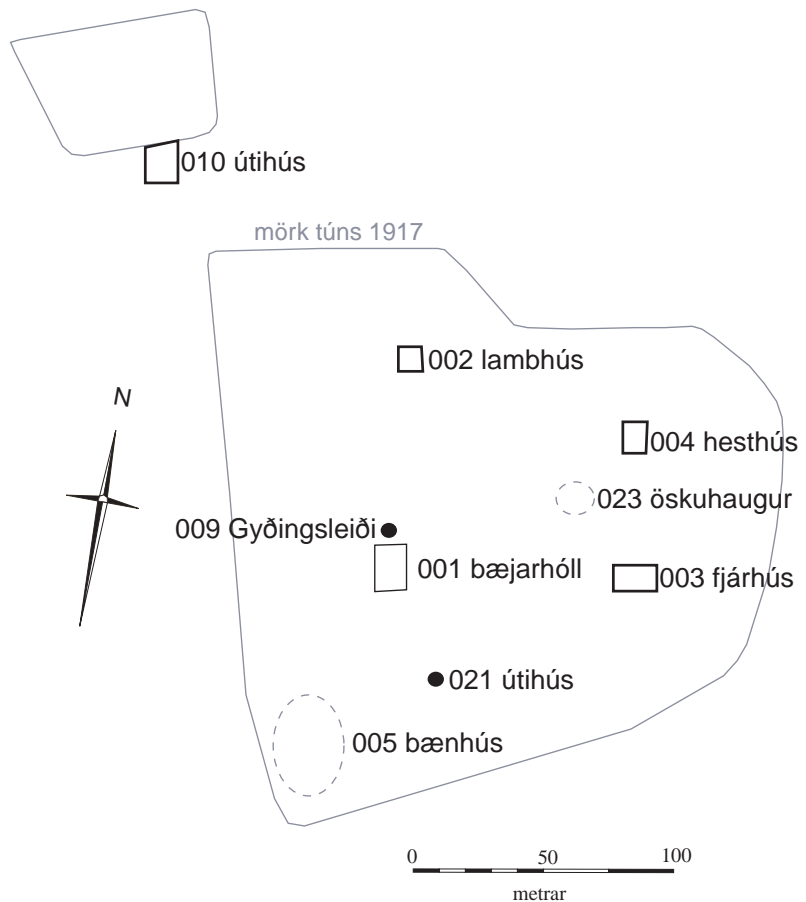 010 útihús
mörk túns 1917
002 lambhús
N
004 hesthús
023 öskuhaugur
009 Gyðingsleiði
001 bæjarhóll
003 fjárhús
021 útihús
005 bænhús
0 50 100
metrar